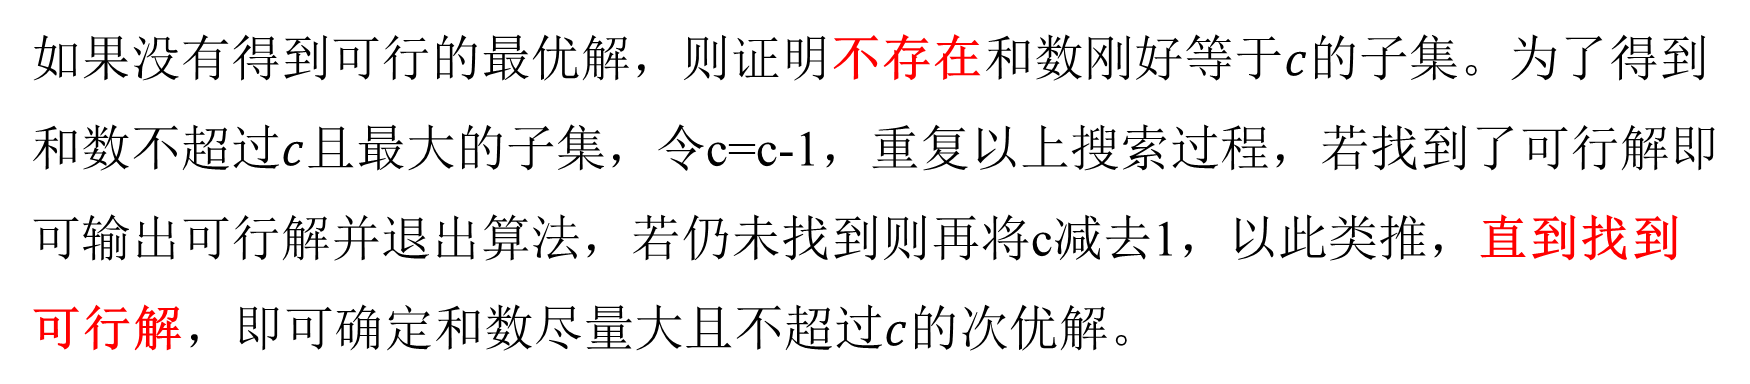 如果没有得到可行的最优解，则证明不存在和数刚好等于c的子集。为了得到
和数不超过c且最大的子集，令c=c-1，重复以上搜索过程，若找到了可行解即
可输出可行解并退出算法，若仍未找到则再将c减去1，以此类推，直到找到
可行解，即可确定和数尽量大且不超过c的次优解。